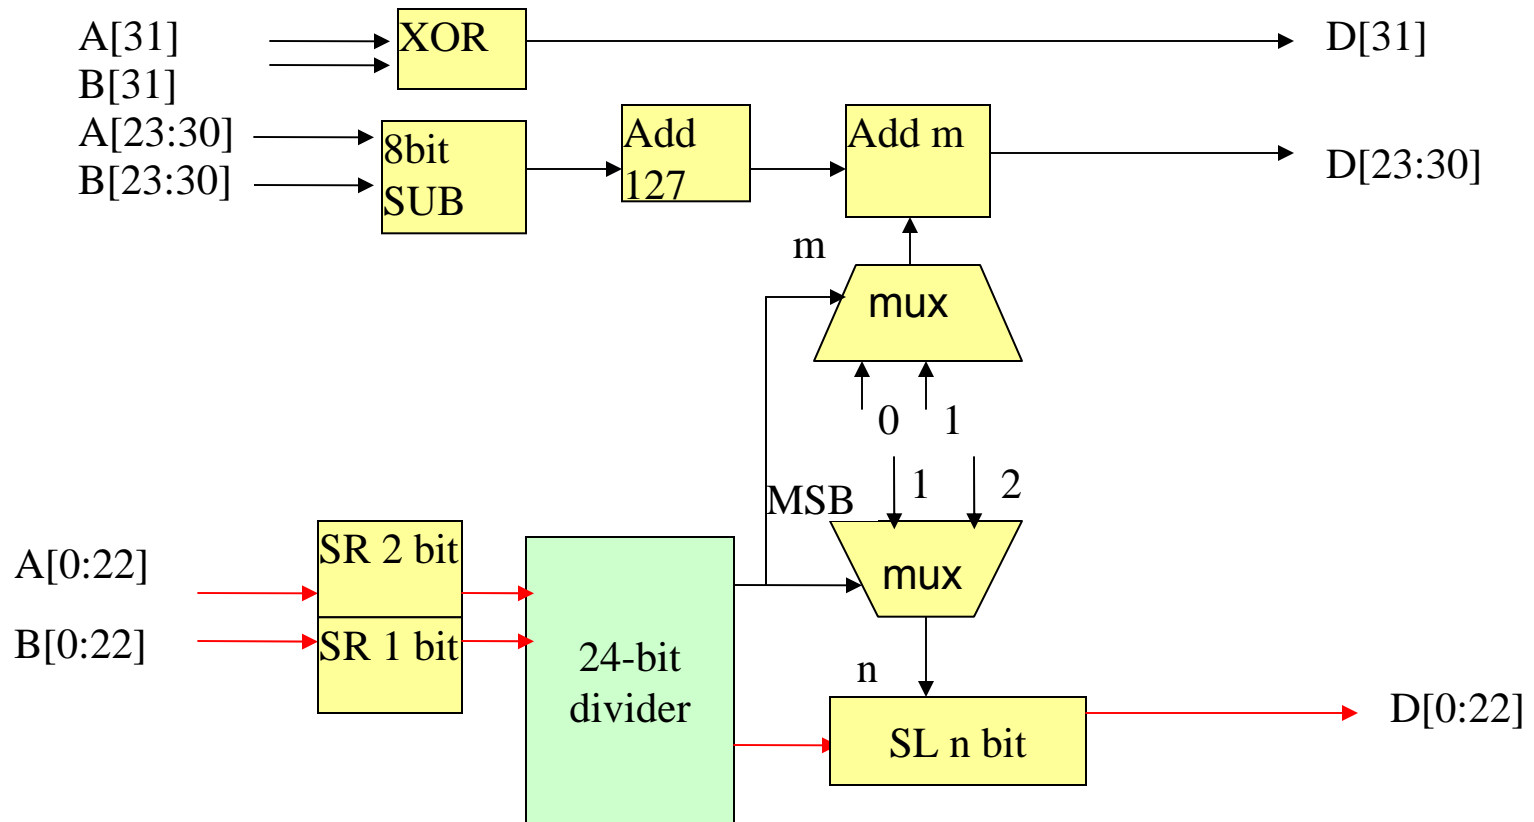 A[31]
XOR
D[31]
B[31]
A[23:30]
8bit
SUB
Add
127
Add m
D[23:30]
B[23:30]
m
mux
0
1
1
2
MSB
mux
A[0:22]
SR 2 bit
B[0:22]
SR 1 bit
24-bit
divider
n
SL n bit
D[0:22]